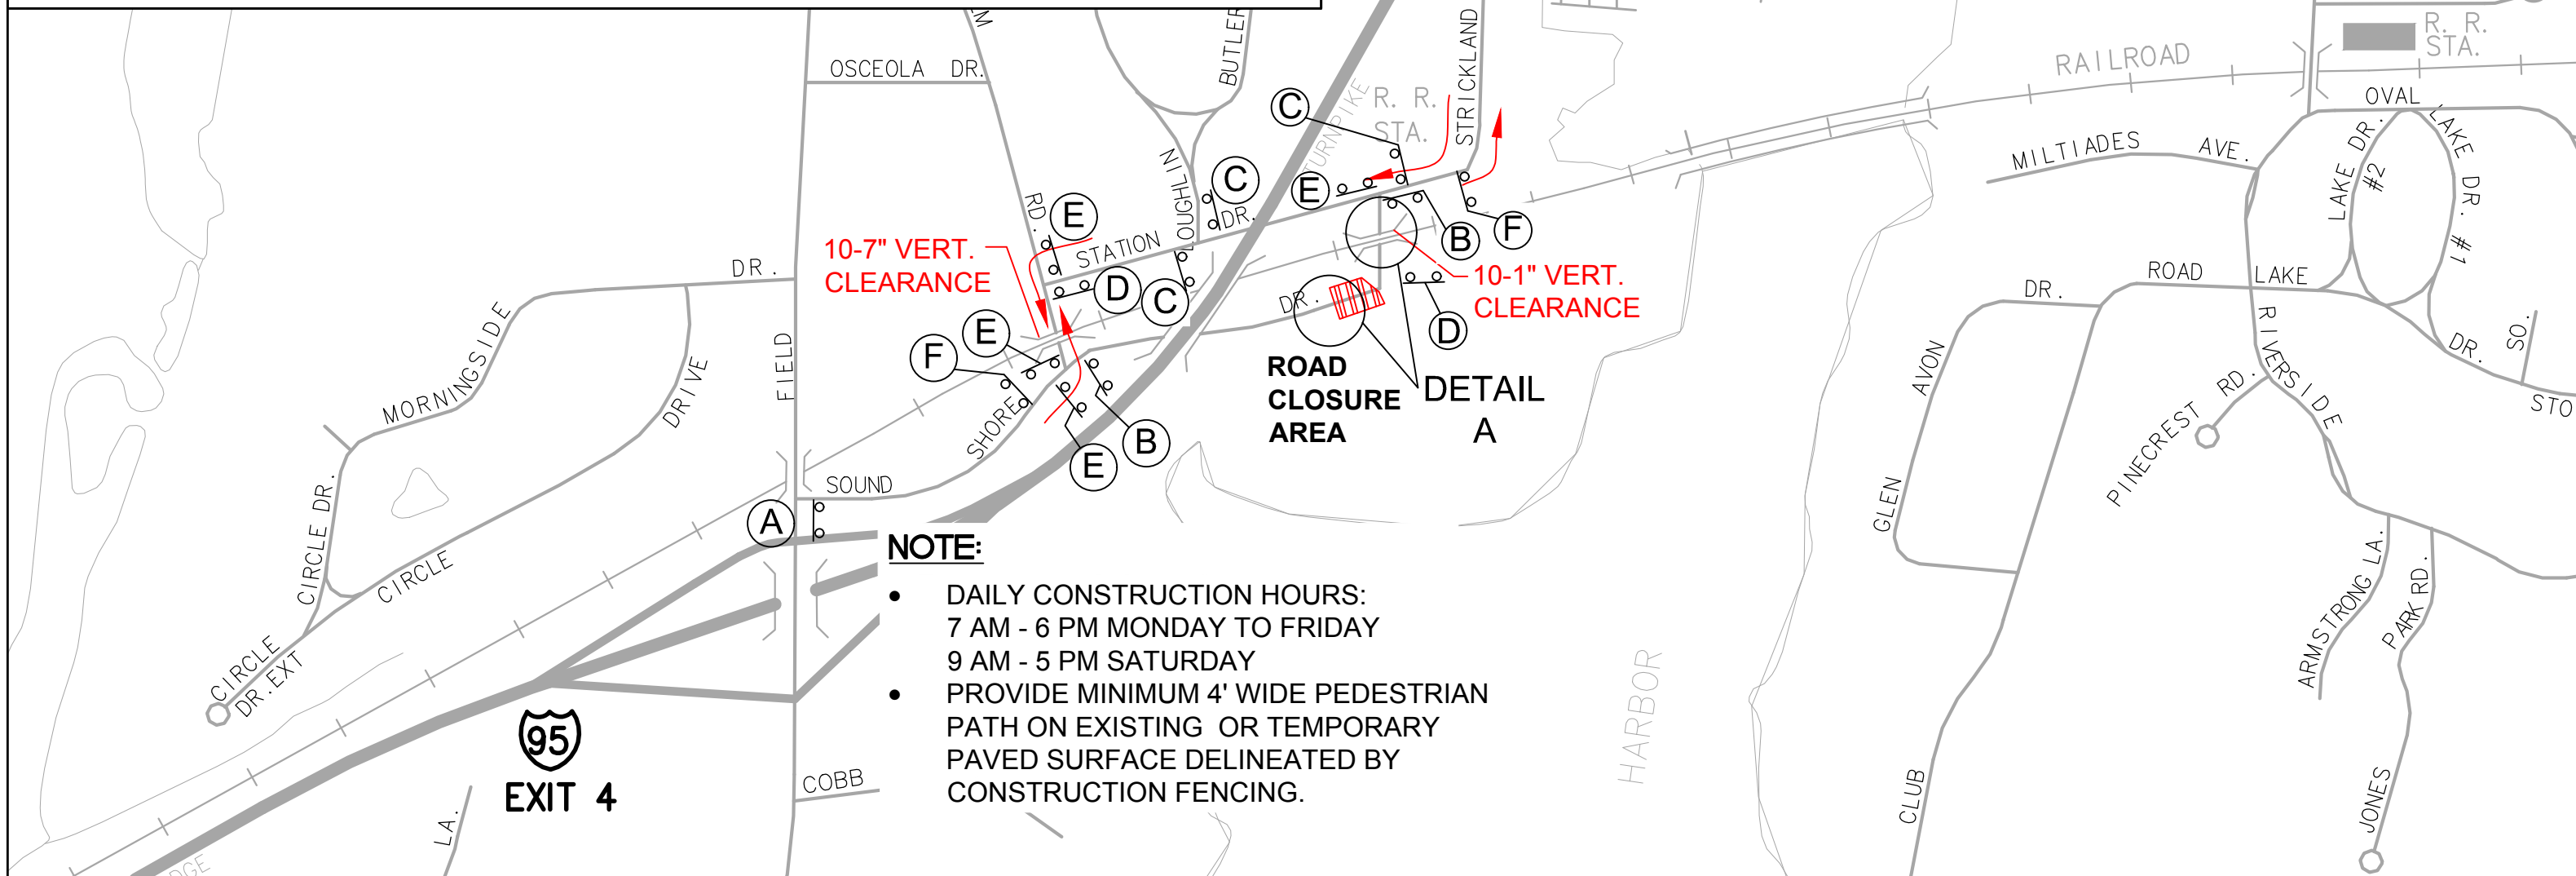 EM
BUTLER
STRICKLAND
R. R.
STA.
OSCEOLA DR.
RAILROAD
OVAL
LAKE DR.
#2
LAKE DR. #1
C
TURNPIKE
R. R.
STA.
MILTIADES AVE.
LOUGHLIN
C
E
RD.
E
STATION DR.
B
F
10-7" VERT.
CLEARANCE
DR.
D
C
10-1" VERT.
CLEARANCE
DR.
D
ROAD LAKE DR.
DR.
SO.
MORNINGSIDE
DRIVE
FIELD
F
E
SHORE
E
B
ROAD
CLOSURE
AREA
DETAIL
A
AVON
GLEN
RIVERSIDE
PINECREST RD.
STO
SOUND
A
CIRCLE DR.
CIRCLE
CIRCLE
DR. EXT
NOTE:
• DAILY CONSTRUCTION HOURS:
7 AM - 6 PM MONDAY TO FRIDAY
9 AM - 5 PM SATURDAY
• PROVIDE MINIMUM 4' WIDE PEDESTRIAN
PATH ON EXISTING OR TEMPORARY
PAVED SURFACE DELINEATED BY
CONSTRUCTION FENCING.
95
EXIT 4
COBB
LA.
HARBOR
CLUB
ARMSTRONG LA.
PARK RD.
JONES
DGE